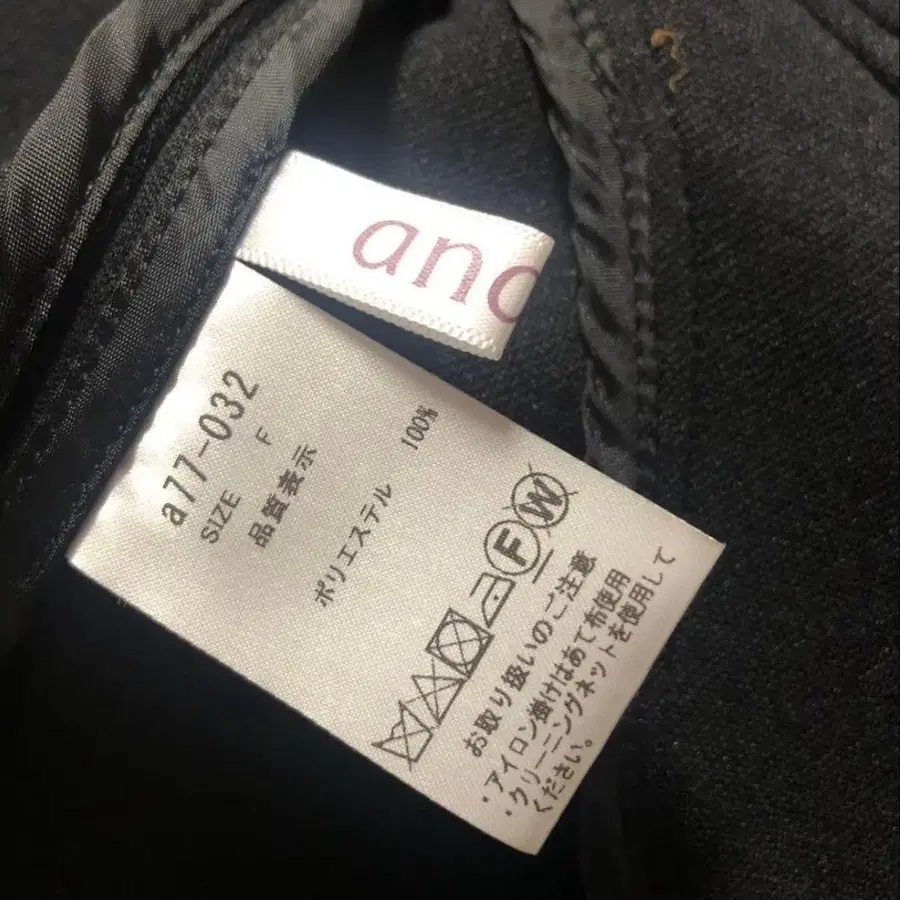 ano
a77-032
SIZE F
品質表示
ポリエステル 100%
F W
お取り扱いのご注意
・アイロン掛けはあて布使用
・クリーニングネットを使用して
ください。